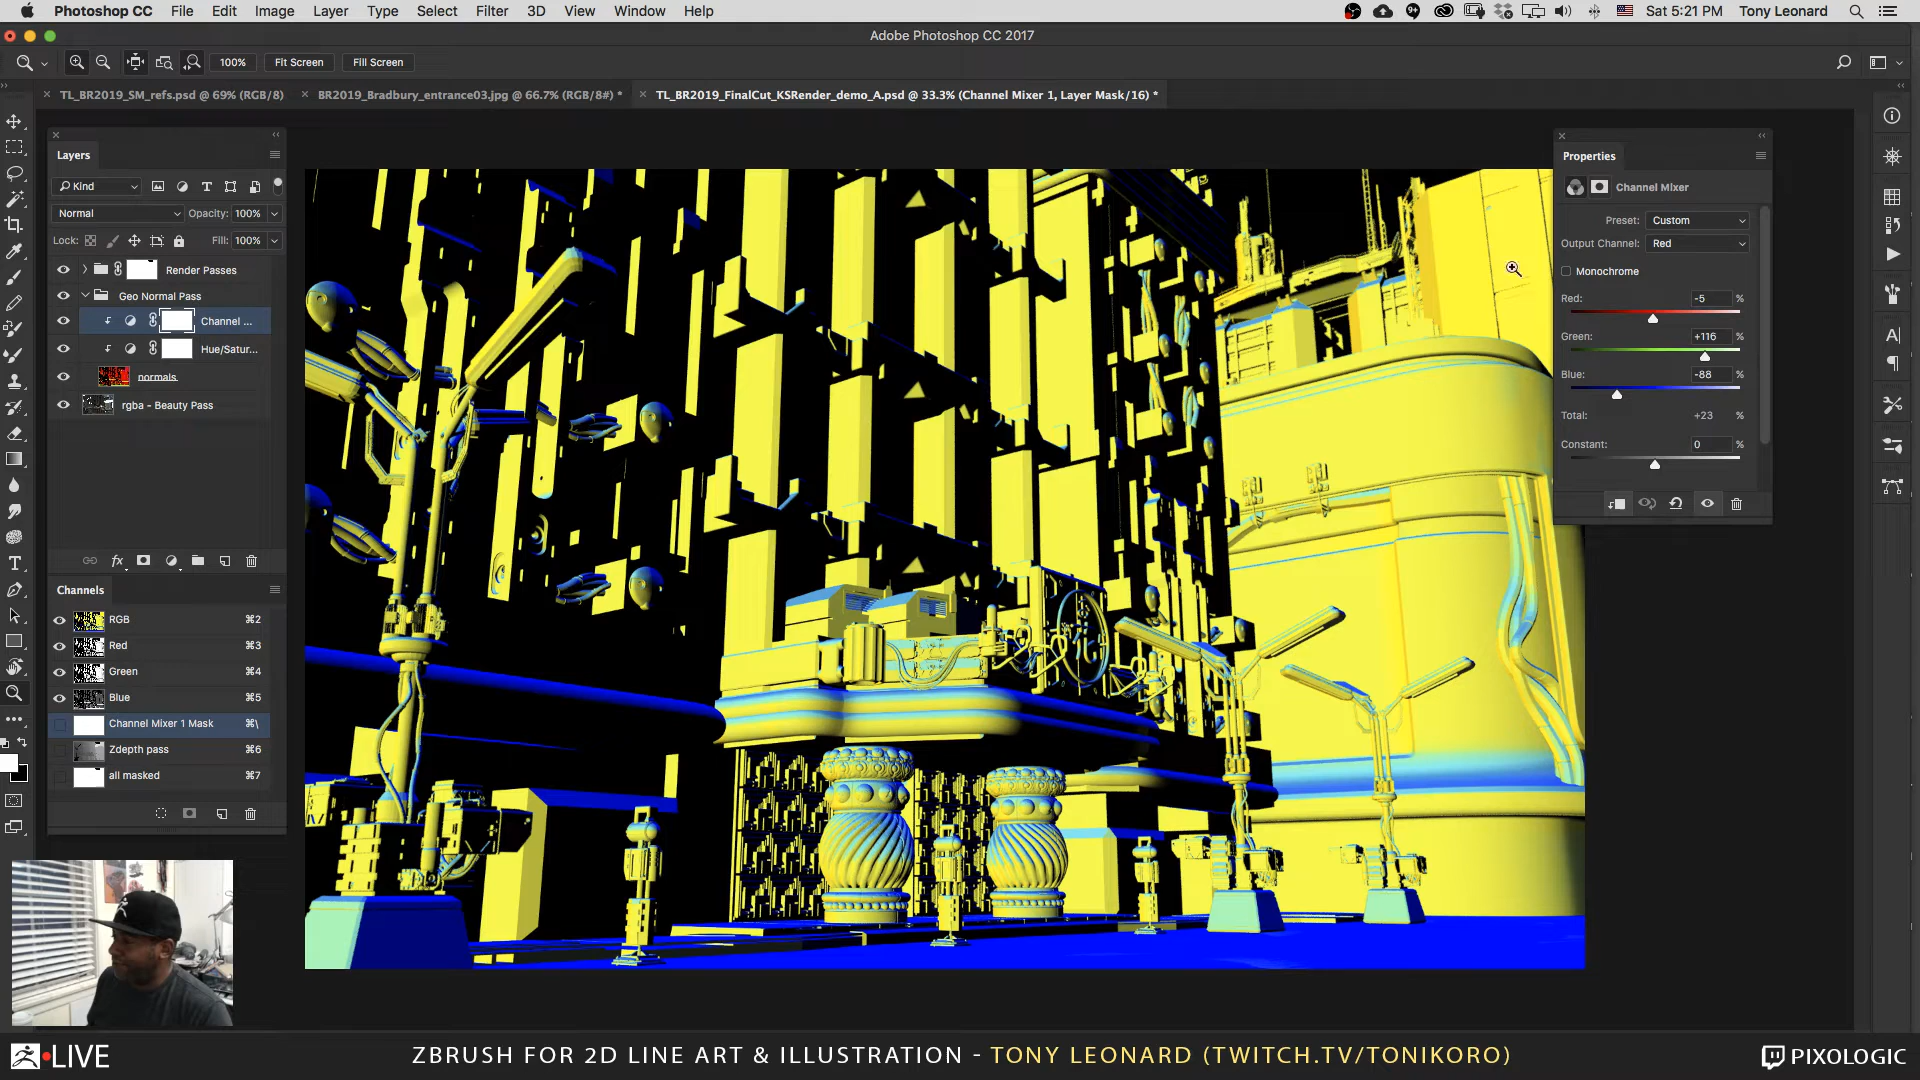 Photoshop CC File Edit Image Layer Type Select Filter 3D View Window Help
9+ Sat 5:21 PM Tony Leonard
Adobe Photoshop CC 2017
100% Fit Screen Fill Screen
TL_BR2019_SM_refs.psd @ 69% (RGB/8) BR2019_Bradbury_entrance03.jpg @ 66.7% (RGB/8#) * TL_BR2019_FinalCut_KSRender_demo_A.psd @ 33.3% (Channel Mixer 1, Layer Mask/16) *
Layers
Kind
Normal Opacity: 100%
Lock: Fill: 100%
Render Passes
Geo Normal Pass
Channel ...
Hue/Satur...
normals
rgba - Beauty Pass
fx
Channels
RGB ⌘2
Red ⌘3
Green ⌘4
Blue ⌘5
Channel Mixer 1 Mask ⌘\
Zdepth pass ⌘6
all masked ⌘7
Properties
Channel Mixer
Preset: Custom
Output Channel: Red
Monochrome
Red: -5 %
Green: +116 %
Blue: -88 %
Total: +23 %
Constant: 0 %
LIVE
ZBRUSH FOR 2D LINE ART & ILLUSTRATION - TONY LEONARD (TWITCH.TV/TONIKORO)
PIXOLOGIC